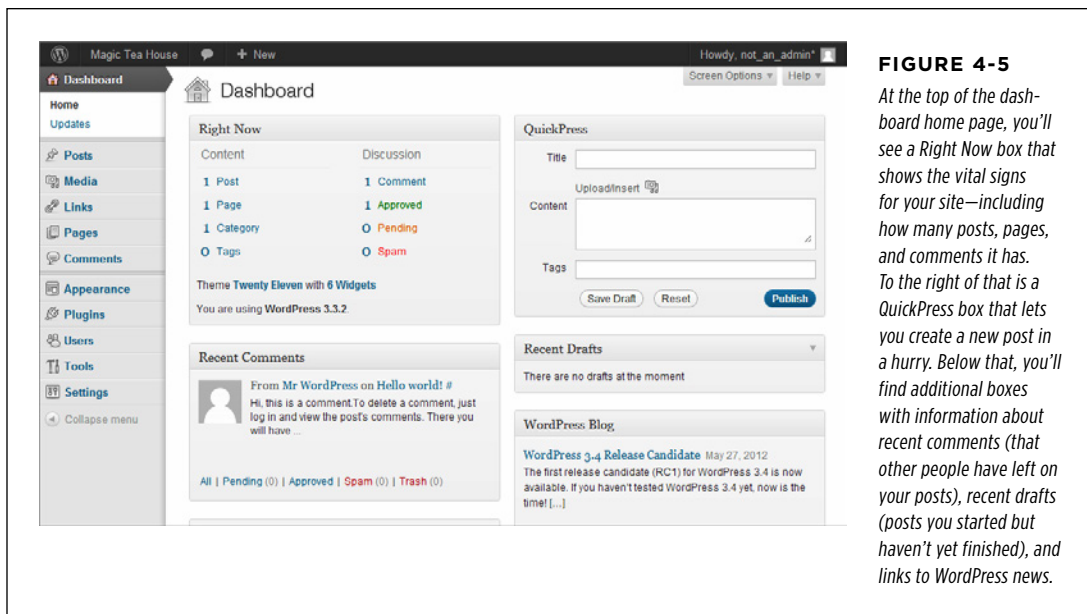 Magic Tea House
+ New
Howdy, not_an_admin*
Screen Options
Help
Dashboard
Home
Updates
Posts
Media
Links
Pages
Comments
Appearance
Plugins
Users
Tools
Settings
Collapse menu
Dashboard
Right Now
Content
Discussion
1 Post
1 Comment
1 Page
1 Approved
1 Category
0 Pending
0 Tags
0 Spam
Theme Twenty Eleven with 6 Widgets
You are using WordPress 3.3.2
Recent Comments
From Mr WordPress on Hello world! #
Hi, this is a comment.To delete a comment, just
log in and view the post's comments. There you
will have ...
All | Pending (0) | Approved | Spam (0) | Trash (0)
QuickPress
Title
Upload/Insert
Content
Tags
Save Draft
Reset
Publish
Recent Drafts
There are no drafts at the moment
WordPress Blog
WordPress 3.4 Release Candidate May 27, 2012
The first release candidate (RC1) for WordPress 3.4 is now
available. If you haven't tested WordPress 3.4 yet, now is the
time! [...]
FIGURE 4-5
At the top of the dash-
board home page, you'll
see a Right Now box that
shows the vital signs
for your site—including
how many posts, pages,
and comments it has.
To the right of that is a
QuickPress box that lets
you create a new post in
a hurry. Below that, you'll
find additional boxes
with information about
recent comments (that
other people have left on
your posts), recent drafts
(posts you started but
haven't yet finished), and
links to WordPress news.